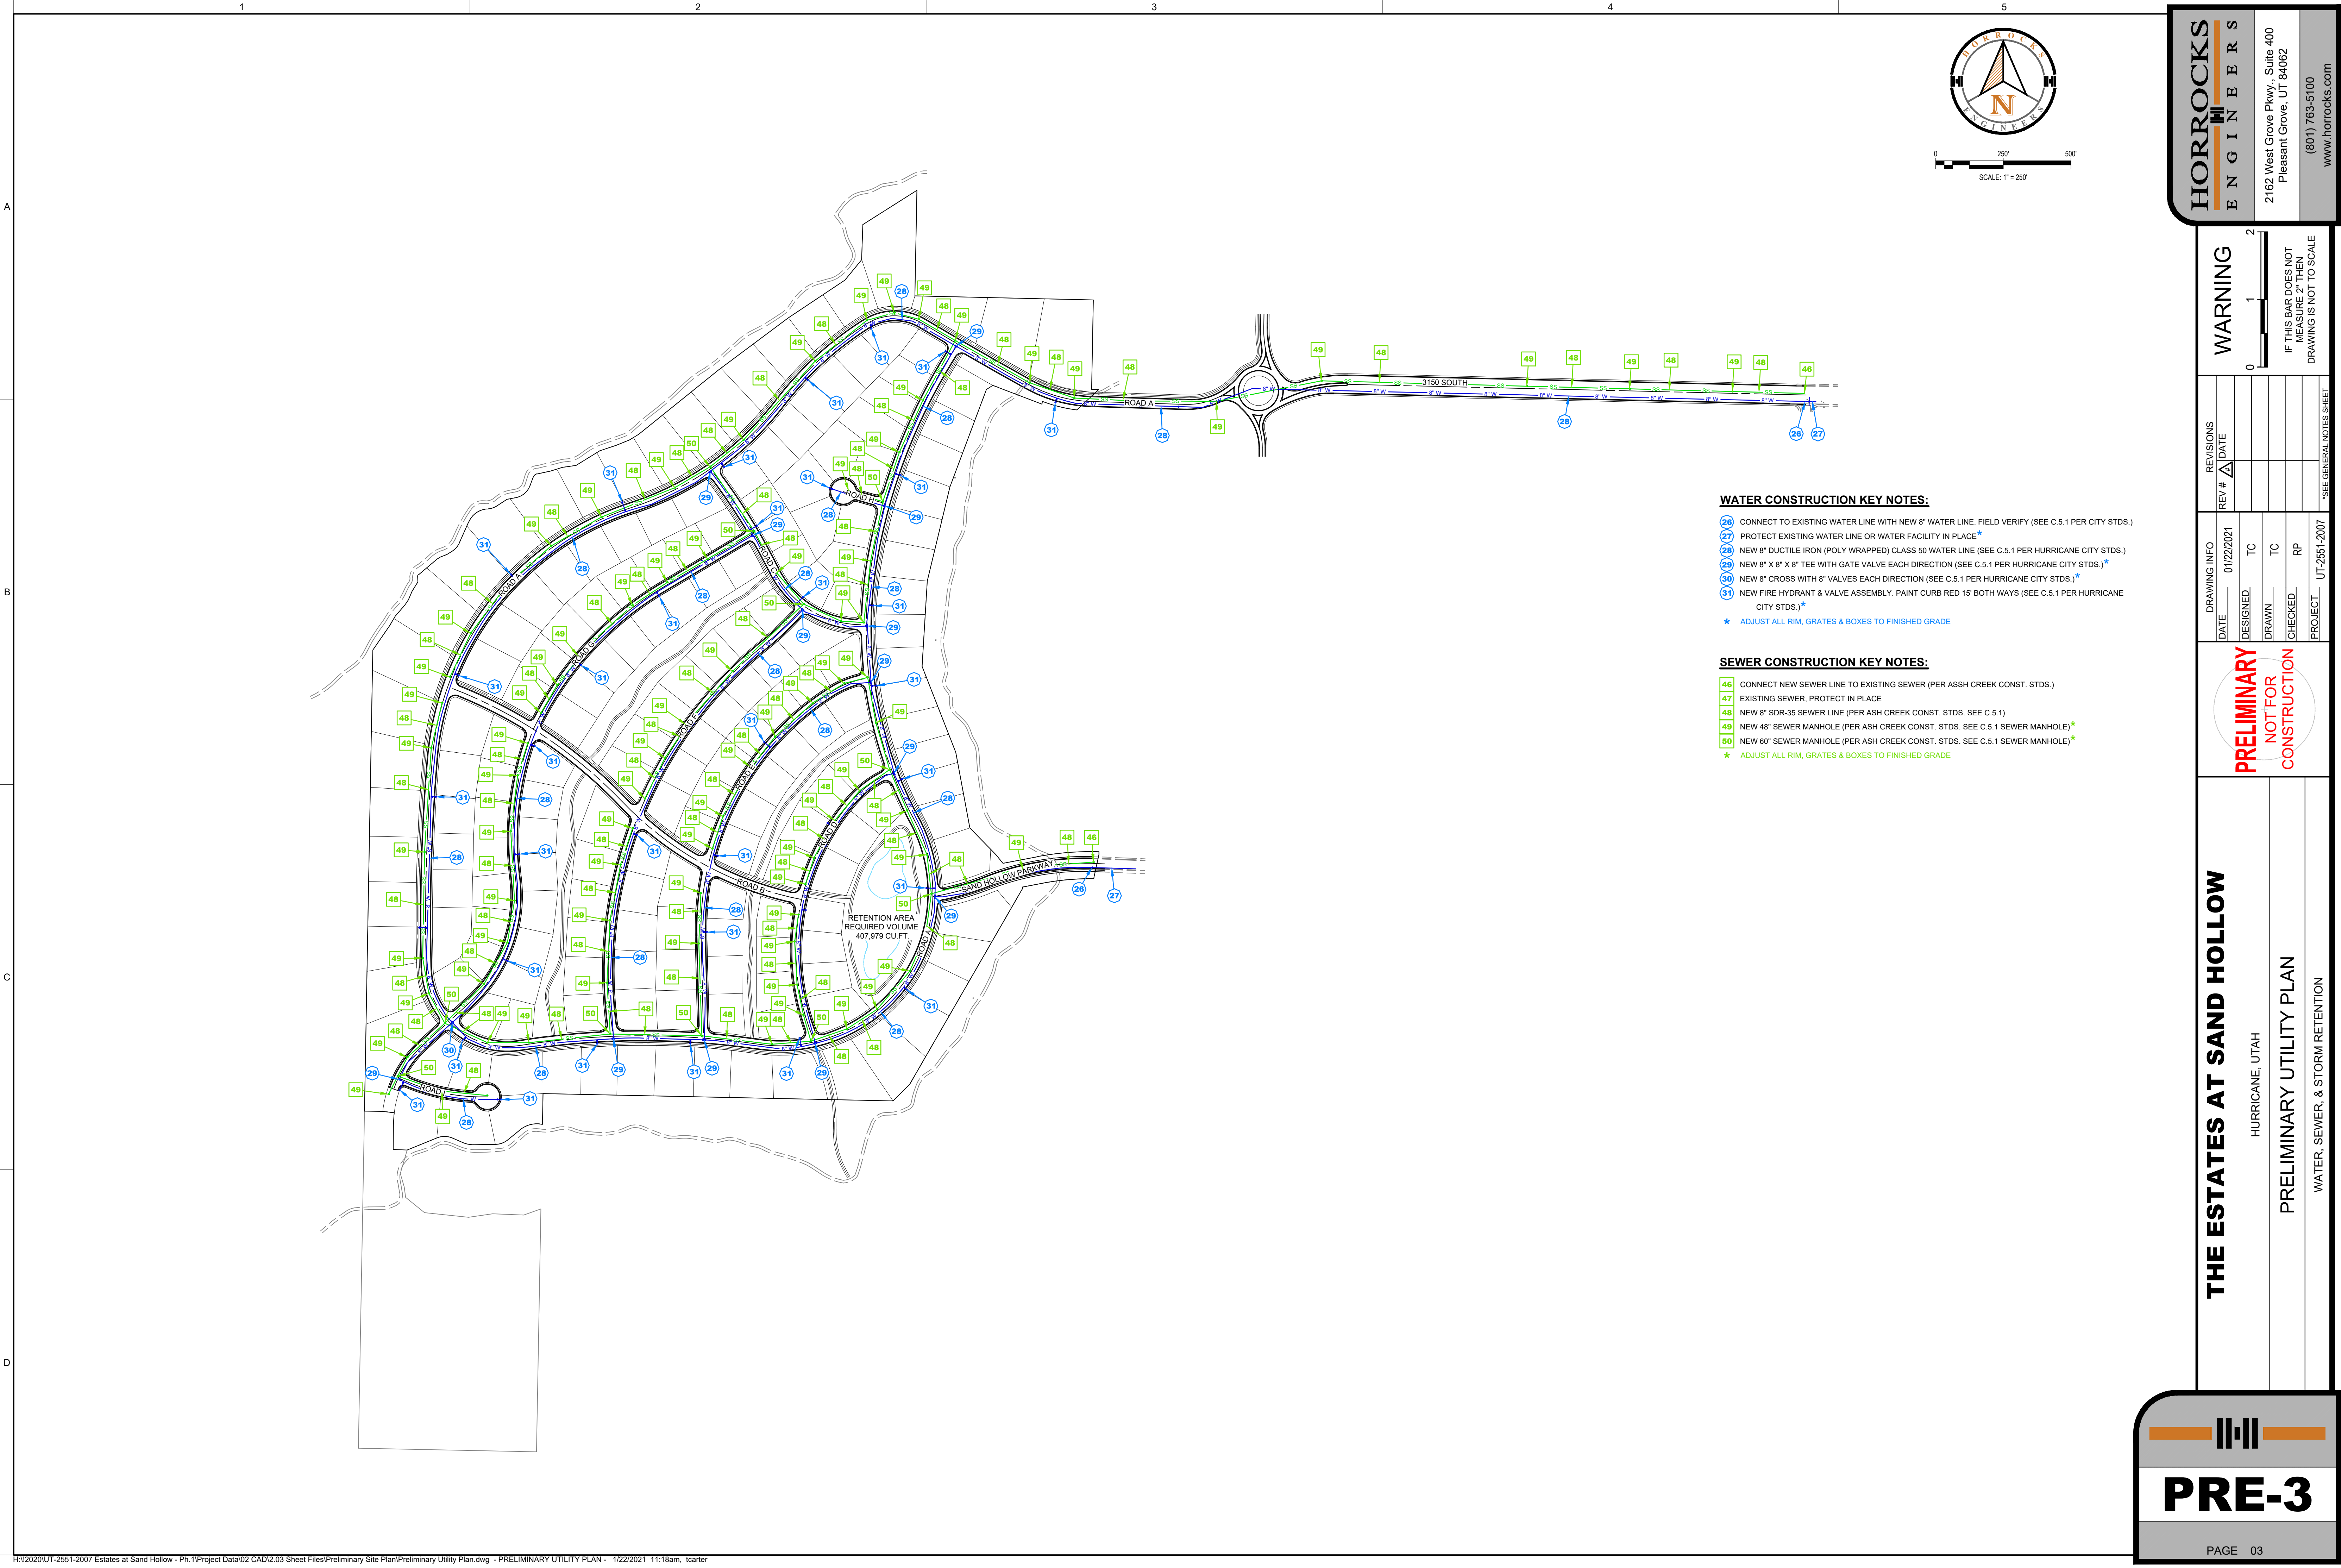 1 2 3 4 5
A
B
C
D
HORROCKS
ENGINEERS
N
0 250' 500'
SCALE: 1" = 250'
WATER CONSTRUCTION KEY NOTES:
26 CONNECT TO EXISTING WATER LINE WITH NEW 8" WATER LINE. FIELD VERIFY (SEE C.5.1 PER CITY STDS.)
27 PROTECT EXISTING WATER LINE OR WATER FACILITY IN PLACE*
28 NEW 8" DUCTILE IRON (POLY WRAPPED) CLASS 50 WATER LINE (SEE C.5.1 PER HURRICANE CITY STDS.)
29 NEW 8" X 8" X 8" TEE WITH GATE VALVE EACH DIRECTION (SEE C.5.1 PER HURRICANE CITY STDS.)*
30 NEW 8" CROSS WITH 8" VALVES EACH DIRECTION (SEE C.5.1 PER HURRICANE CITY STDS.)*
31 NEW FIRE HYDRANT & VALVE ASSEMBLY. PAINT CURB RED 15' BOTH WAYS (SEE C.5.1 PER HURRICANE
CITY STDS.)*
* ADJUST ALL RIM, GRATES & BOXES TO FINISHED GRADE
SEWER CONSTRUCTION KEY NOTES:
46 CONNECT NEW SEWER LINE TO EXISTING SEWER (PER ASSH CREEK CONST. STDS.)
47 EXISTING SEWER, PROTECT IN PLACE
48 NEW 8" SDR-35 SEWER LINE (PER ASH CREEK CONST. STDS. SEE C.5.1)
49 NEW 48" SEWER MANHOLE (PER ASH CREEK CONST. STDS. SEE C.5.1 SEWER MANHOLE)*
50 NEW 60" SEWER MANHOLE (PER ASH CREEK CONST. STDS. SEE C.5.1 SEWER MANHOLE)*
* ADJUST ALL RIM, GRATES & BOXES TO FINISHED GRADE
3150 SOUTH
ROAD A
ROAD H
ROAD C
ROAD A
ROAD G
ROAD F
ROAD E
ROAD D
ROAD B
SAND HOLLOW PARKWAY
RETENTION AREA
REQUIRED VOLUME
407,979 CU.FT.
ROAD A
ROAD I
HORROCKS
ENGINEERS
2162 West Grove Pkwy., Suite 400
Pleasant Grove, UT 84062
(801) 763-5100
www.horrocks.com
WARNING
0 1 2
IF THIS BAR DOES NOT
MEASURE 2" THEN
DRAWING IS NOT TO SCALE
REVISIONS
REV # DATE
*SEE GENERAL NOTES SHEET
DRAWING INFO
DATE 01/22/2021
DESIGNED TC
DRAWN TC
CHECKED RP
PROJECT UT-2551-2007
PRELIMINARY
NOT FOR
CONSTRUCTION
THE ESTATES AT SAND HOLLOW
HURRICANE, UTAH
PRELIMINARY UTILITY PLAN
WATER, SEWER, & STORM RETENTION
PRE-3
PAGE 03
H:\!2020\UT-2551-2007 Estates at Sand Hollow - Ph.1\Project Data\02 CAD\2.03 Sheet Files\Preliminary Site Plan\Preliminary Utility Plan.dwg - PRELIMINARY UTILITY PLAN - 1/22/2021 11:18am, tcarter